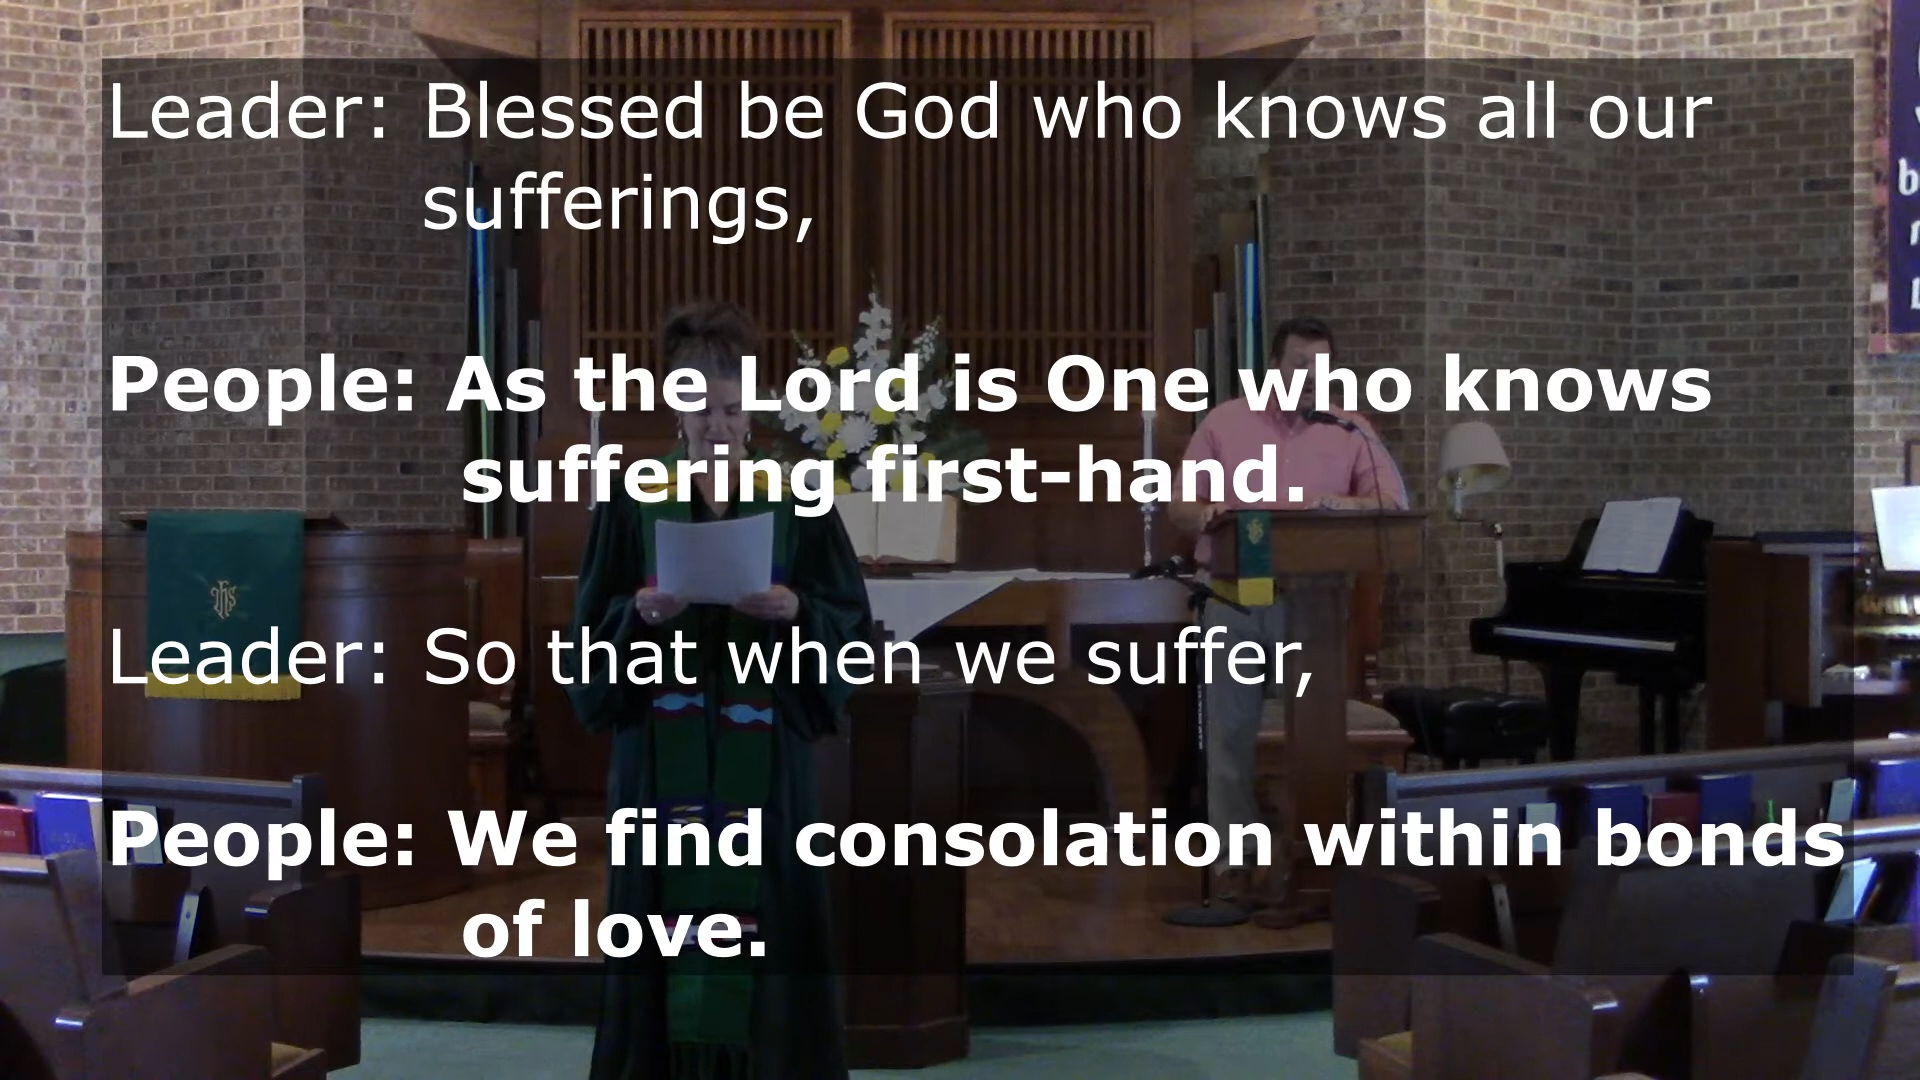 Leader: Blessed be God who knows all our
sufferings,
People: As the Lord is One who knows
suffering first-hand.
Leader: So that when we suffer,
People: We find consolation within bonds
of love.
IHS